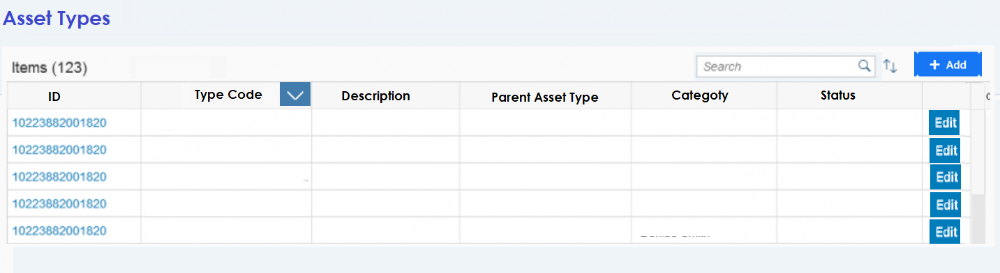 Asset Types
Items (123)
Search
+ Add
ID Type Code Description Parent Asset Type Categoty Status
10223882001820 Edit
10223882001820 Edit
10223882001820 Edit
10223882001820 Edit
10223882001820 Edit